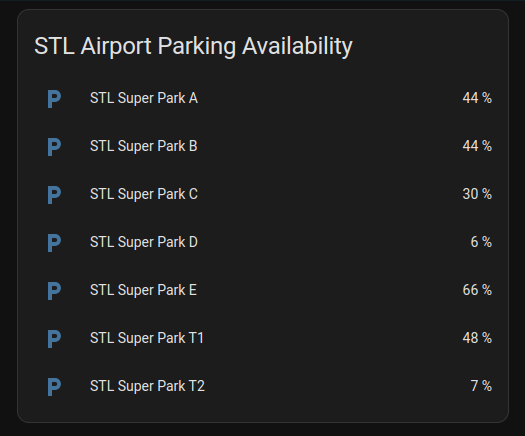 STL Airport Parking Availability
P STL Super Park A 44 %
P STL Super Park B 44 %
P STL Super Park C 30 %
P STL Super Park D 6 %
P STL Super Park E 66 %
P STL Super Park T1 48 %
P STL Super Park T2 7 %